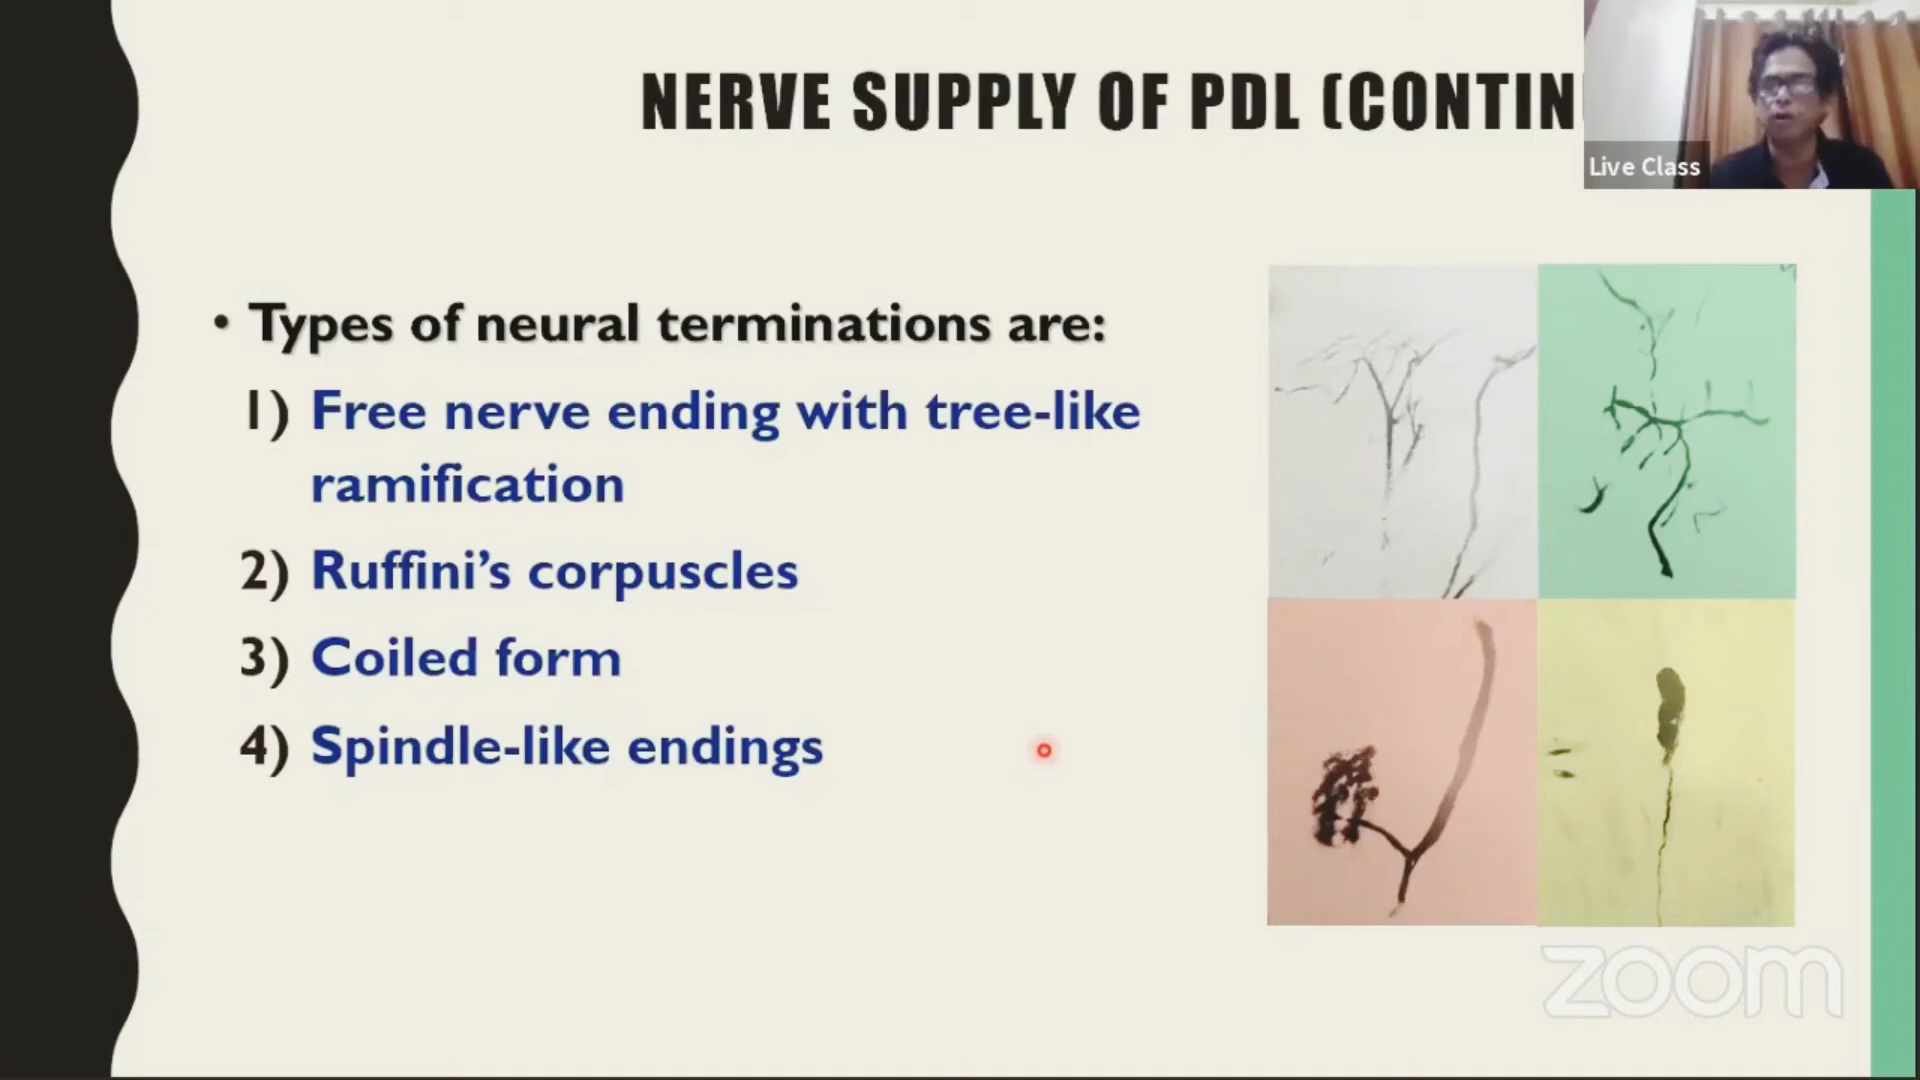 NERVE SUPPLY OF PDL (CONTIN
Live Class
• Types of neural terminations are:
1) Free nerve ending with tree-like
ramification
2) Ruffini’s corpuscles
3) Coiled form
4) Spindle-like endings
zoom